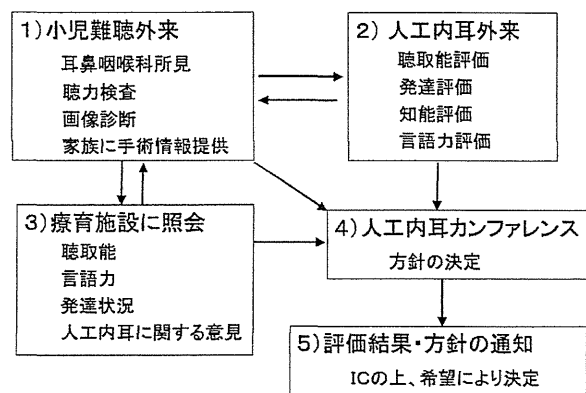 1)小児難聴外来
耳鼻咽喉科所見
聴力検査
画像診断
家族に手術情報提供
2) 人工内耳外来
聴取能評価
発達評価
知能評価
言語力評価
3)療育施設に照会
聴取能
言語力
発達状況
人工内耳に関する意見
4)人工内耳カンファレンス
方針の決定
5)評価結果・方針の通知
ICの上、希望により決定